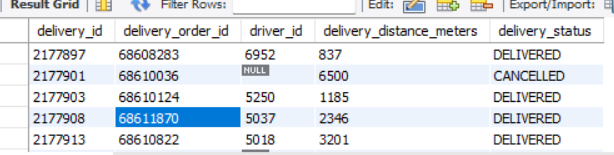 Result Grid Filter Rows: Edit: Export/Import:
delivery_id delivery_order_id driver_id delivery_distance_meters delivery_status
2177897 68608283 6952 837 DELIVERED
2177901 68610036 NULL 6500 CANCELLED
2177903 68610124 5250 1185 DELIVERED
2177908 68611870 5037 2346 DELIVERED
2177913 68610822 5018 3201 DELIVERED